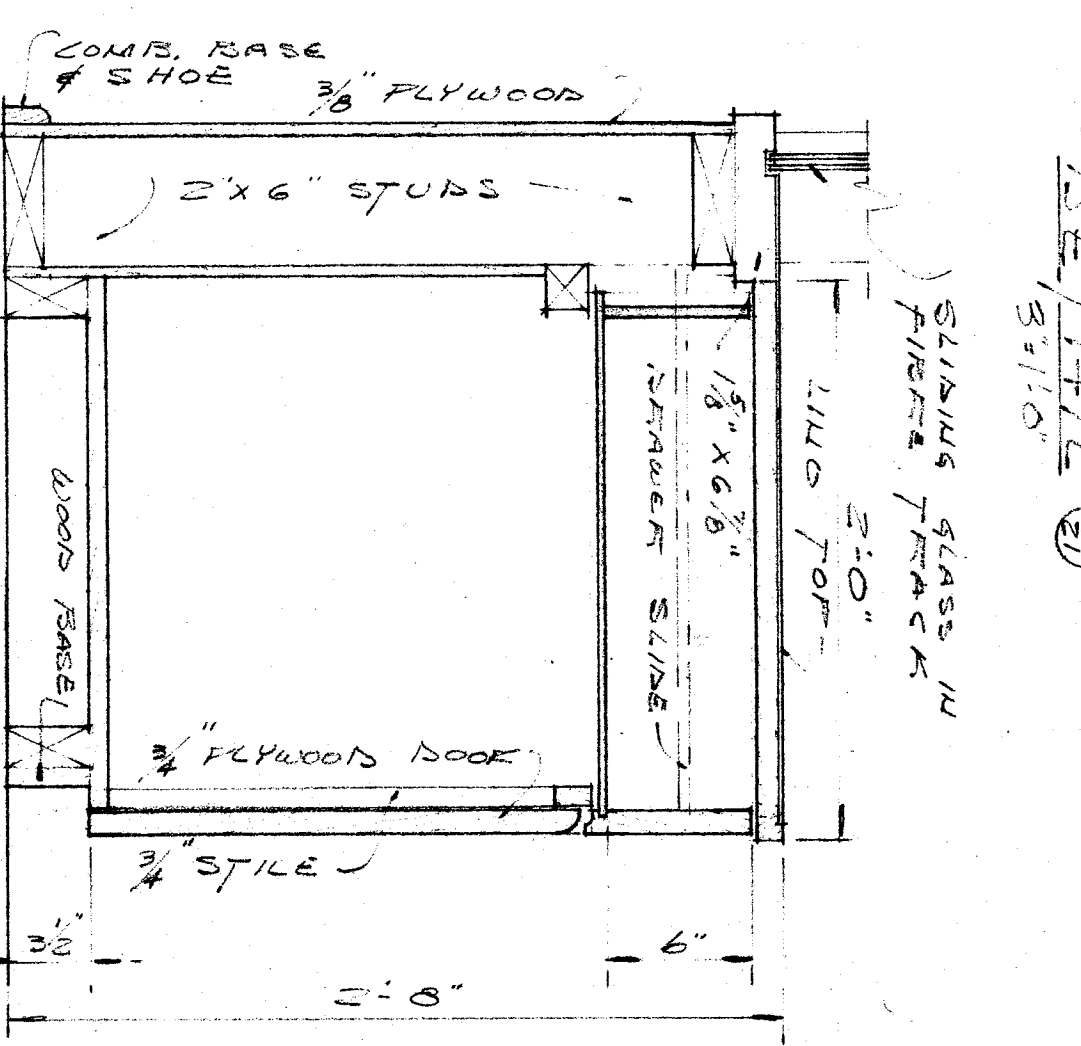 COMB. BASE
& SHOE
3/8" PLYWOOD
2"X6" STUDS
DETAIL 21
3"=1'-0"
SLIDING GLASS IN
FIBRE TRACK
2'-0"
LINO TOP
1 5/8" X 6 7/8"
DRAWER SLIDE
WOOD BASE
3/4" PLYWOOD DOOR
3/4" STILE
3 1/2"
6"
2'-8"